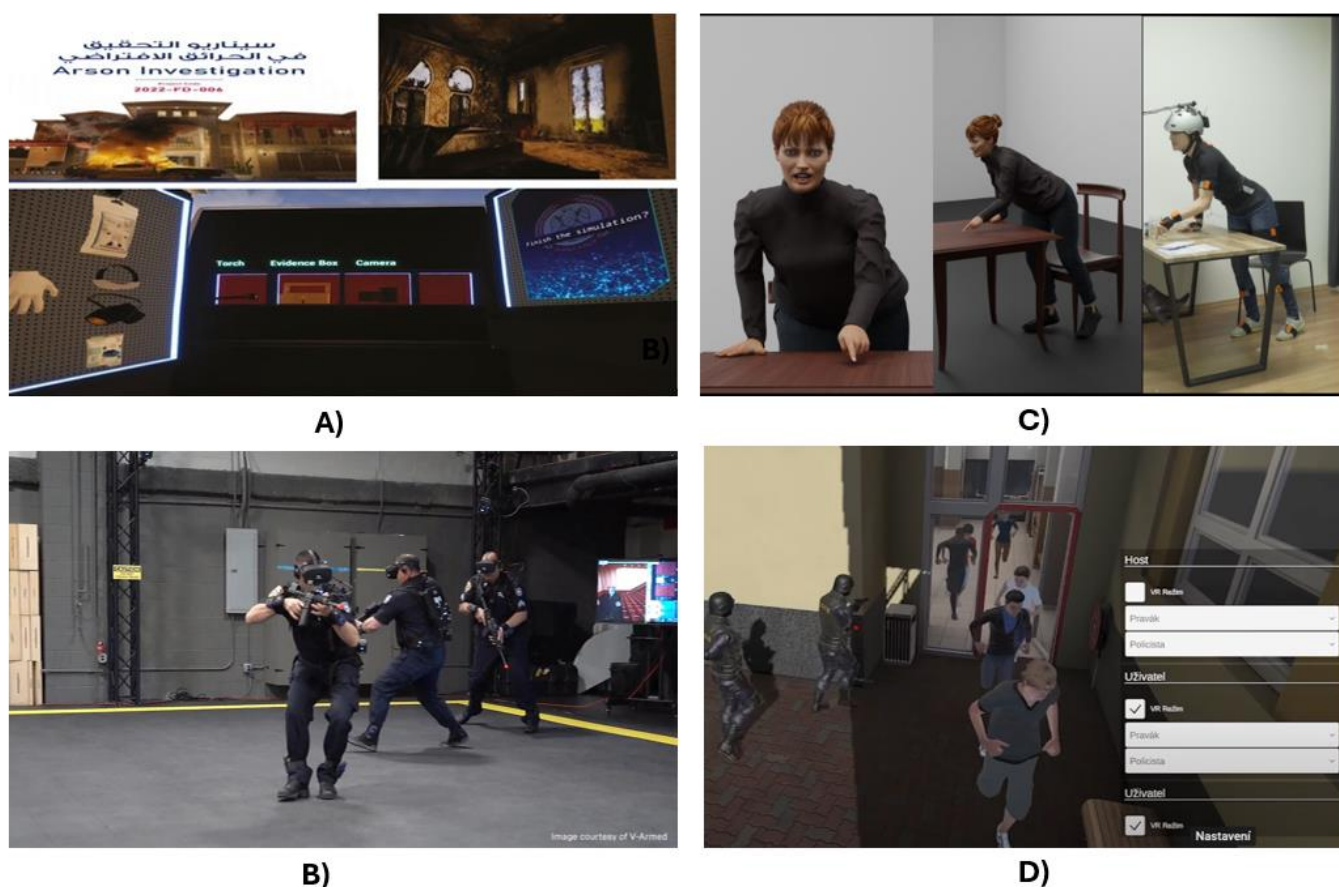 سيناريو التحقيق
في الحرائق الافتراضي
Arson Investigation
2022-FD-006
Finish the simulation?
Torch Evidence Box Camera
B)
A)
C)
Image courtesy of V-Armed
Host
VR Režim
Pravák
Policista
Uživatel
VR Režim
Pravák
Policista
Uživatel
VR Režim
Nastavení
B)
D)